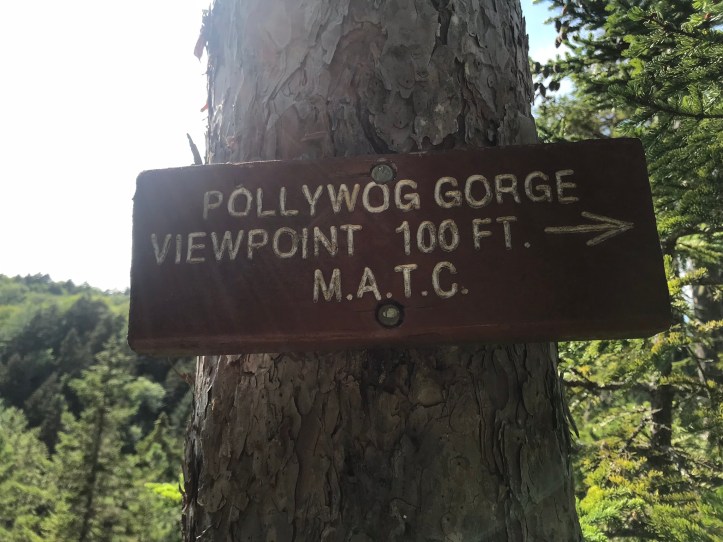 POLLYWOG GORGE
VIEWPOINT 100 FT. →
M.A.T.C.